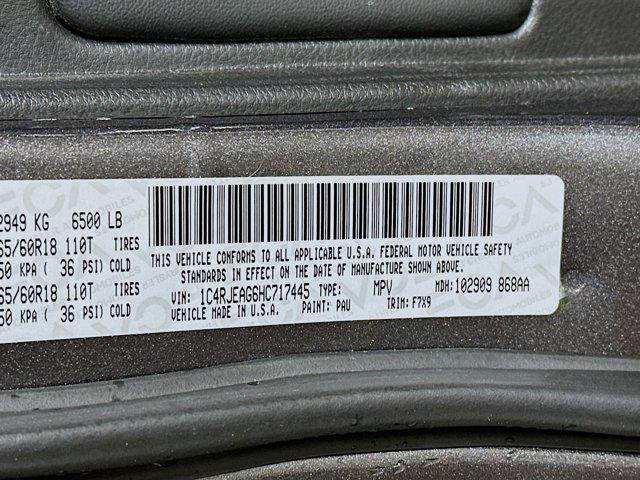 2949 KG 6500 LB
65/60R18 110T TIRES
50 KPA ( 36 PSI) COLD
65/60R18 110T TIRES
50 KPA ( 36 PSI) COLD
THIS VEHICLE CONFORMS TO ALL APPLICABLE U.S.A. FEDERAL MOTOR VEHICLE SAFETY
STANDARDS IN EFFECT ON THE DATE OF MANUFACTURE SHOWN ABOVE.
VIN: 1C4RJEAG6HC717445 TYPE: MPV MDH: 102909 868AA
VEHICLE MADE IN U.S.A. PAINT: PAU TRIM: F7X9